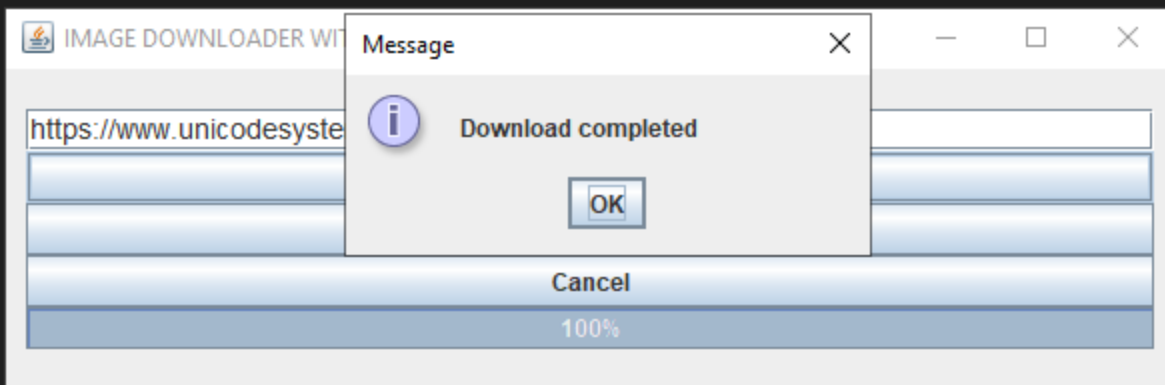 IMAGE DOWNLOADER WIT
Message
https://www.unicodesyste
Download completed
OK
Cancel
100%